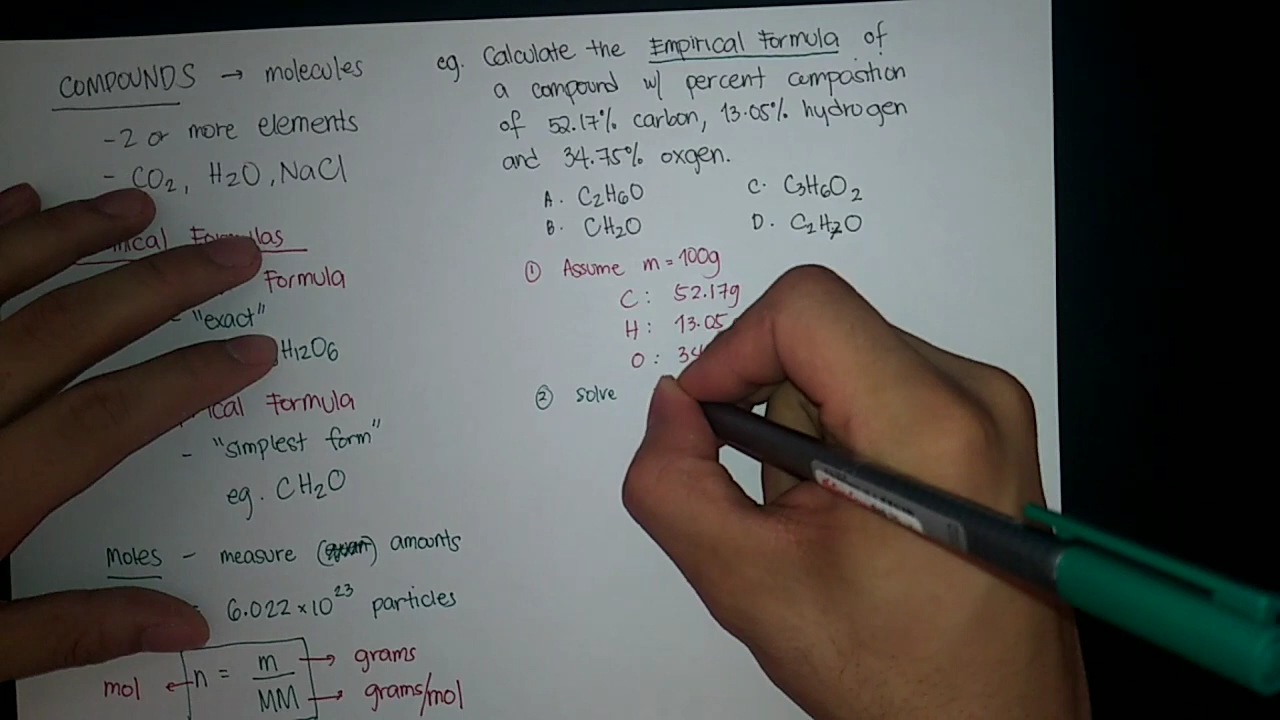 COMPOUNDS → molecules
- 2 or more elements
- CO2, H2O, NaCl
Formula
"exact"
H12O6
Formula
- "simplest form"
eg. CH2O
Moles - measure amounts
6.022 x 10^23 particles
n = m / MM
→ grams
→ grams/mol
mol ←
eg. Calculate the Empirical Formula of
a compound w/ percent composition
of 52.17% carbon, 13.05% hydrogen
and 34.75% oxgen.
A. C2H6O
B. CH2O
C. C3H6O2
D. C2H2O
① Assume m = 100g
C: 52.17g
H: 13.05
O: 34
② solve